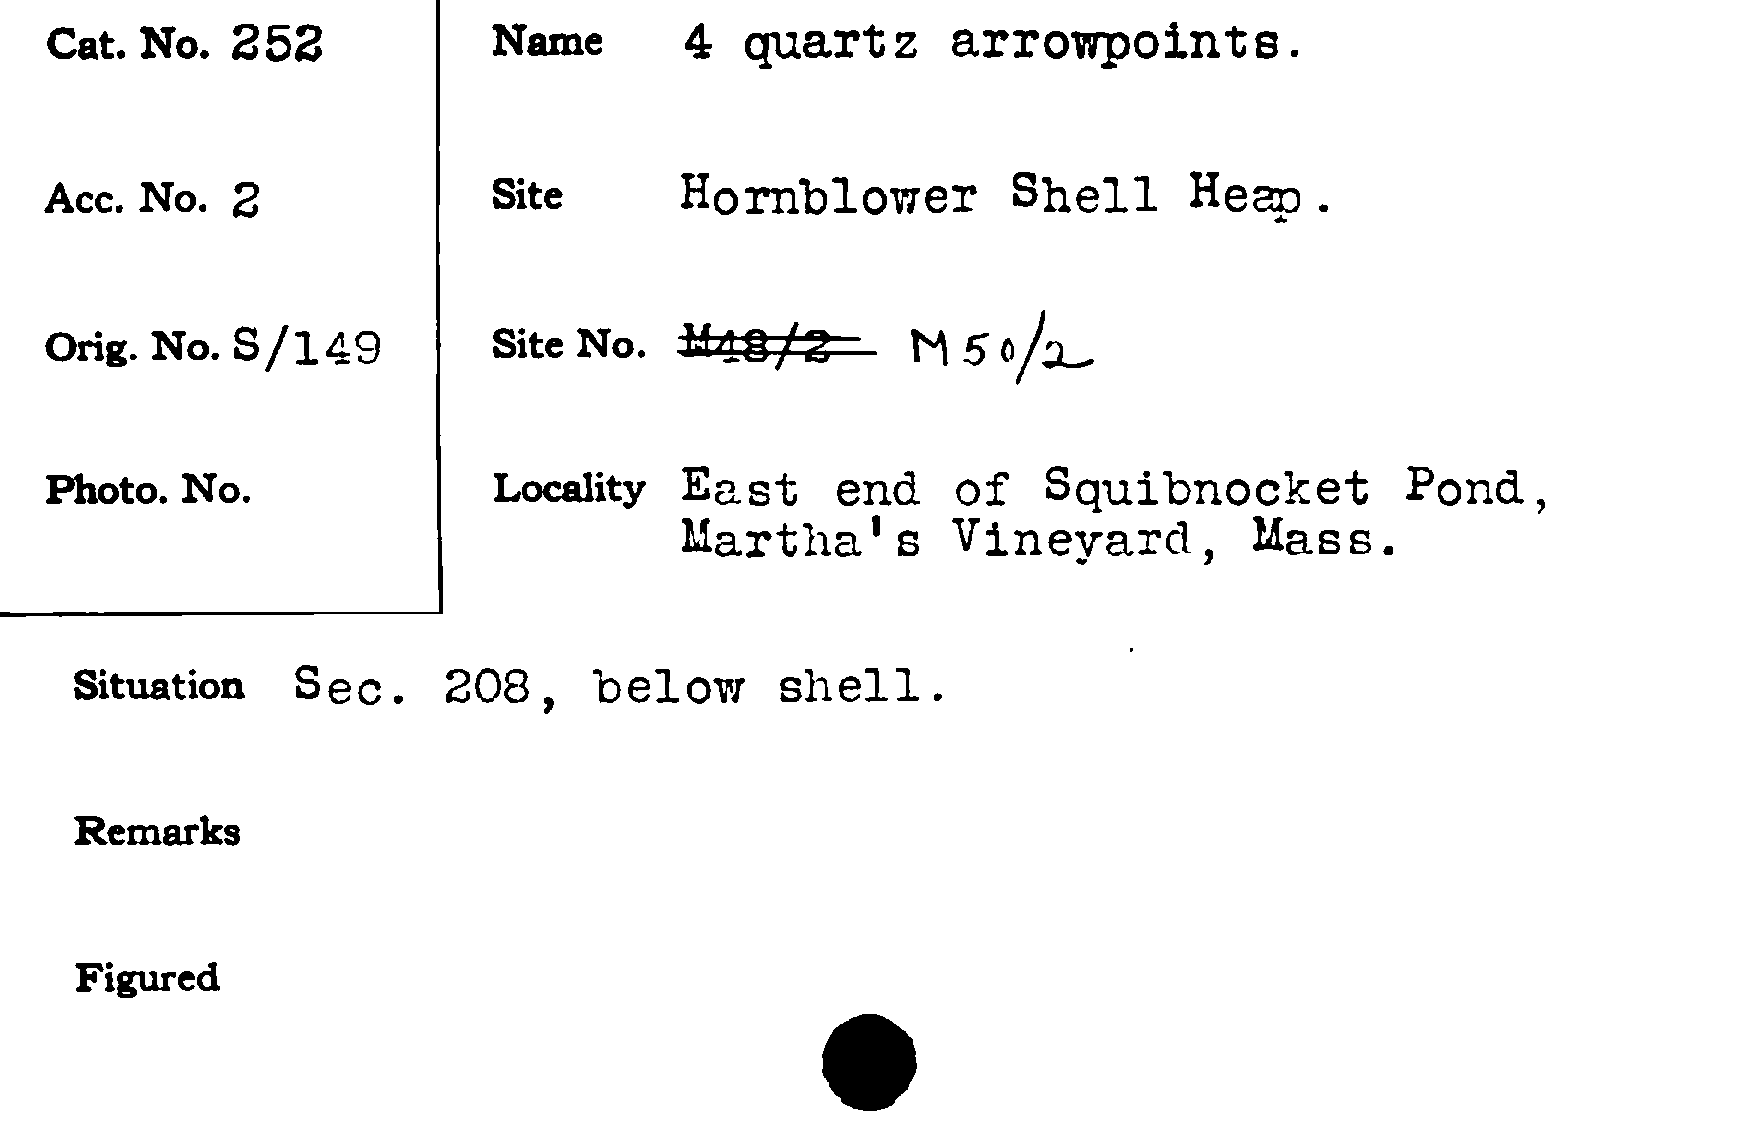 Cat. No. 252
Name 4 quartz arrowpoints.
Acc. No. 2
Site Hornblower Shell Heap.
Orig. No. S/149
Site No. M48/2 M50/2
Photo. No.
Locality East end of Squibnocket Pond,
Martha's Vineyard, Mass.
Situation Sec. 208, below shell.
Remarks
Figured